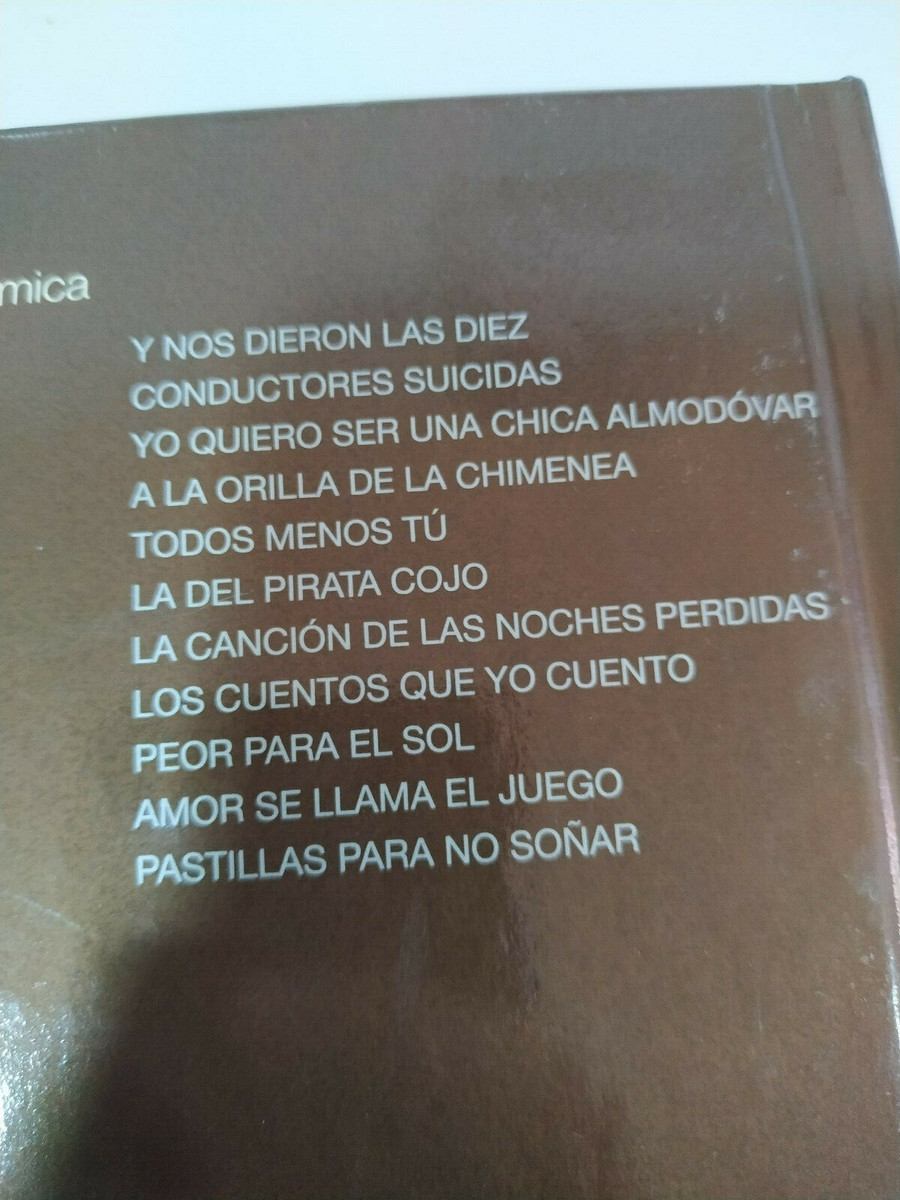 mica
Y NOS DIERON LAS DIEZ
CONDUCTORES SUICIDAS
YO QUIERO SER UNA CHICA ALMODÓVAR
A LA ORILLA DE LA CHIMENEA
TODOS MENOS TÚ
LA DEL PIRATA COJO
LA CANCIÓN DE LAS NOCHES PERDIDAS
LOS CUENTOS QUE YO CUENTO
PEOR PARA EL SOL
AMOR SE LLAMA EL JUEGO
PASTILLAS PARA NO SOÑAR